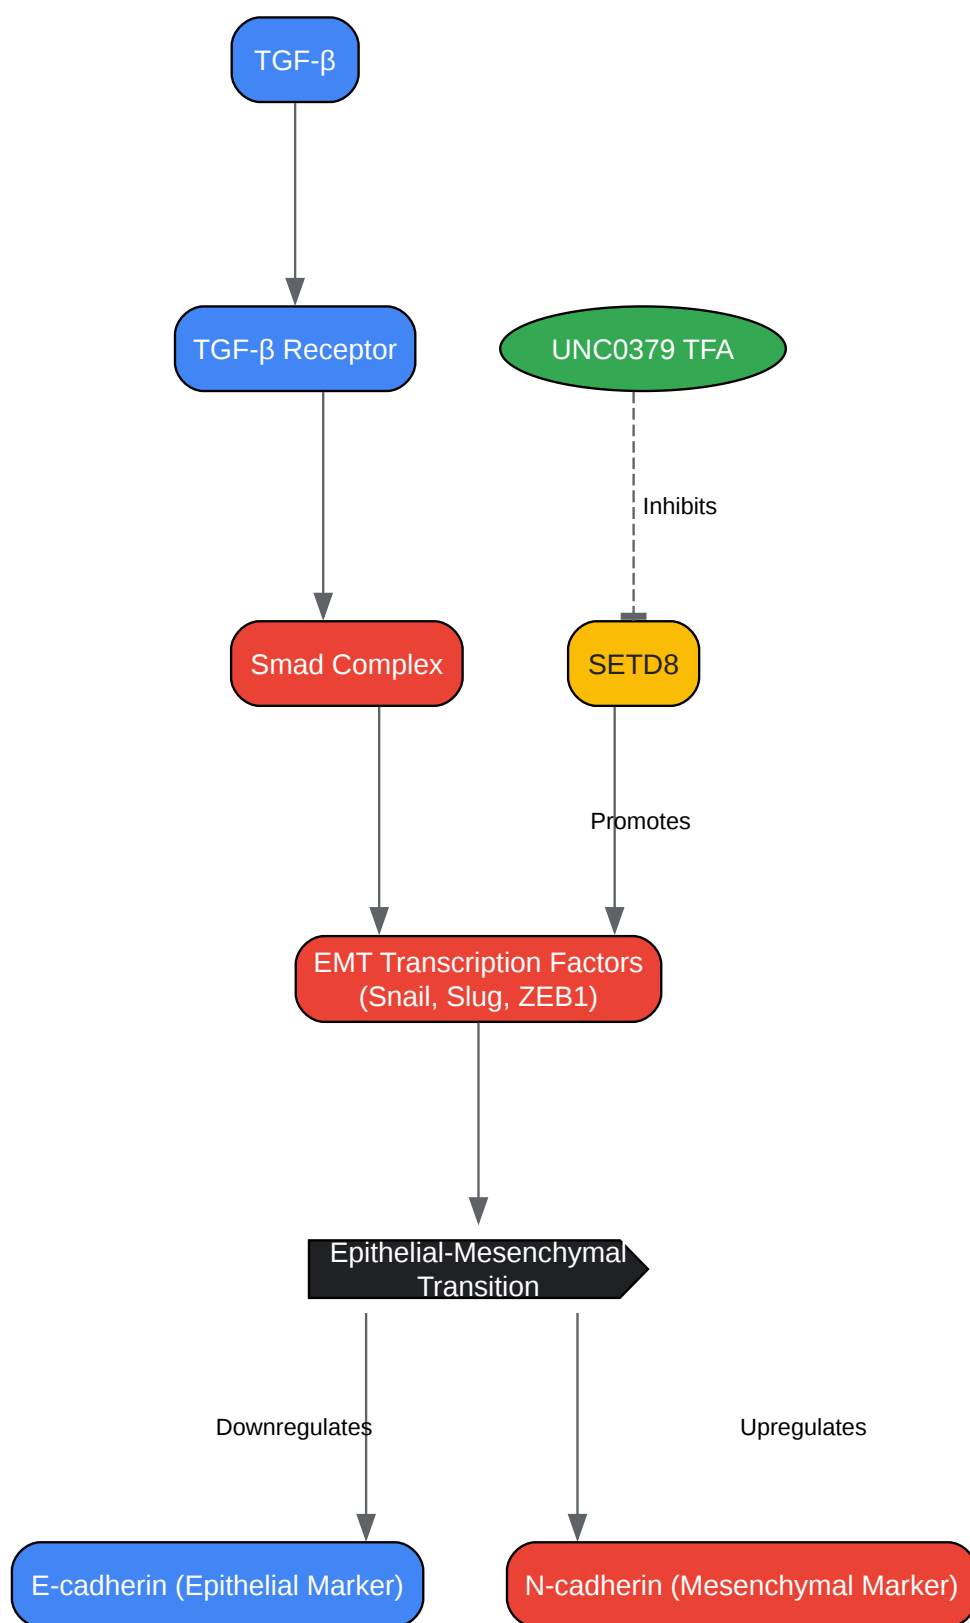 TGF-β
TGF-β Receptor
UNC0379 TFA
Inhibits
Smad Complex
SETD8
Promotes
EMT Transcription Factors
(Snail, Slug, ZEB1)
Epithelial-Mesenchymal
Transition
Downregulates
Upregulates
E-cadherin (Epithelial Marker)
N-cadherin (Mesenchymal Marker)